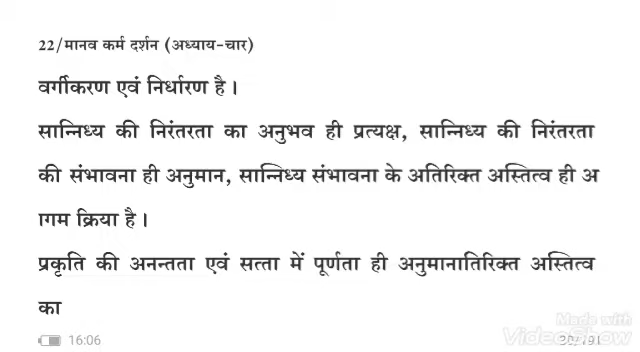 22/मानव कर्म दर्शन (अध्याय-चार)
वर्गीकरण एवं निर्धारण है।
सान्निध्य की निरंतरता का अनुभव ही प्रत्यक्ष, सान्निध्य की निरंतरता
की संभावना ही अनुमान, सान्निध्य संभावना के अतिरिक्त अस्तित्व ही अ
ागम क्रिया है।
प्रकृति की अनन्तता एवं सत्ता में पूर्णता ही अनुमानातिरिक्त अस्तित्व
का
Made with
16:06
VideoShow